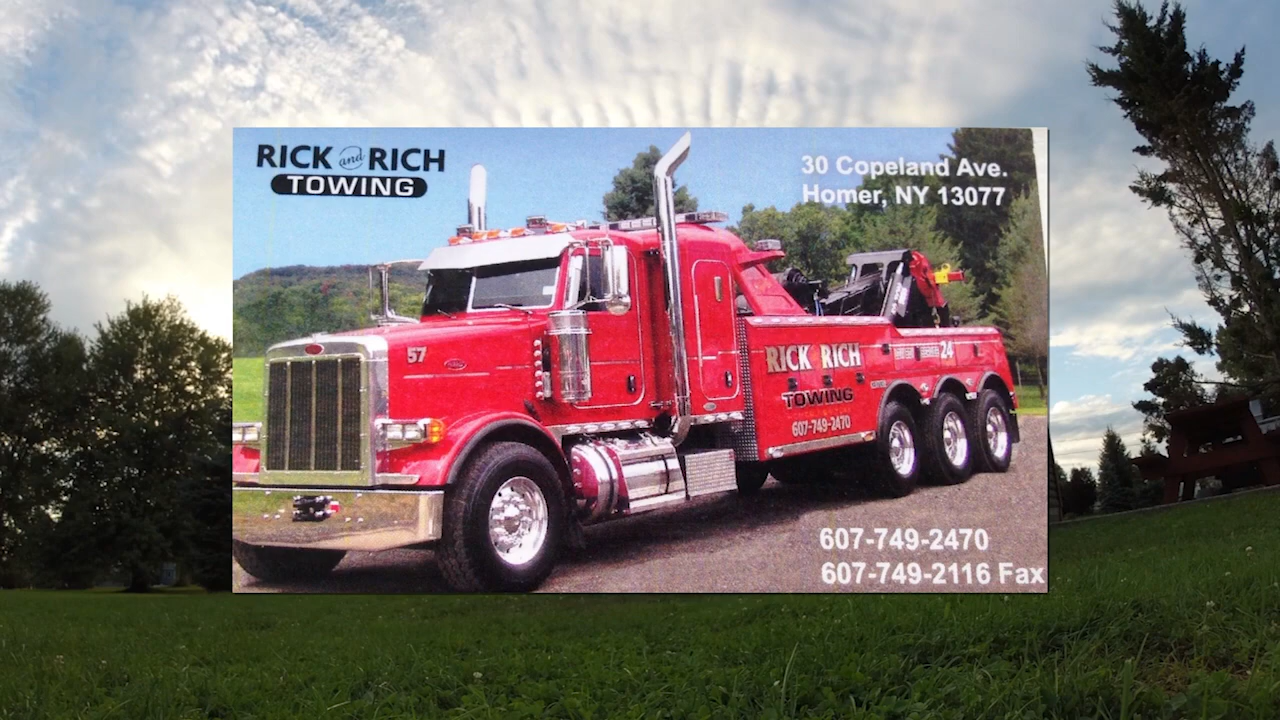 RICK and RICH
TOWING
30 Copeland Ave.
Homer, NY 13077
57
RICK & RICH
TOWING
607-749-2470
24
607-749-2470
607-749-2116 Fax